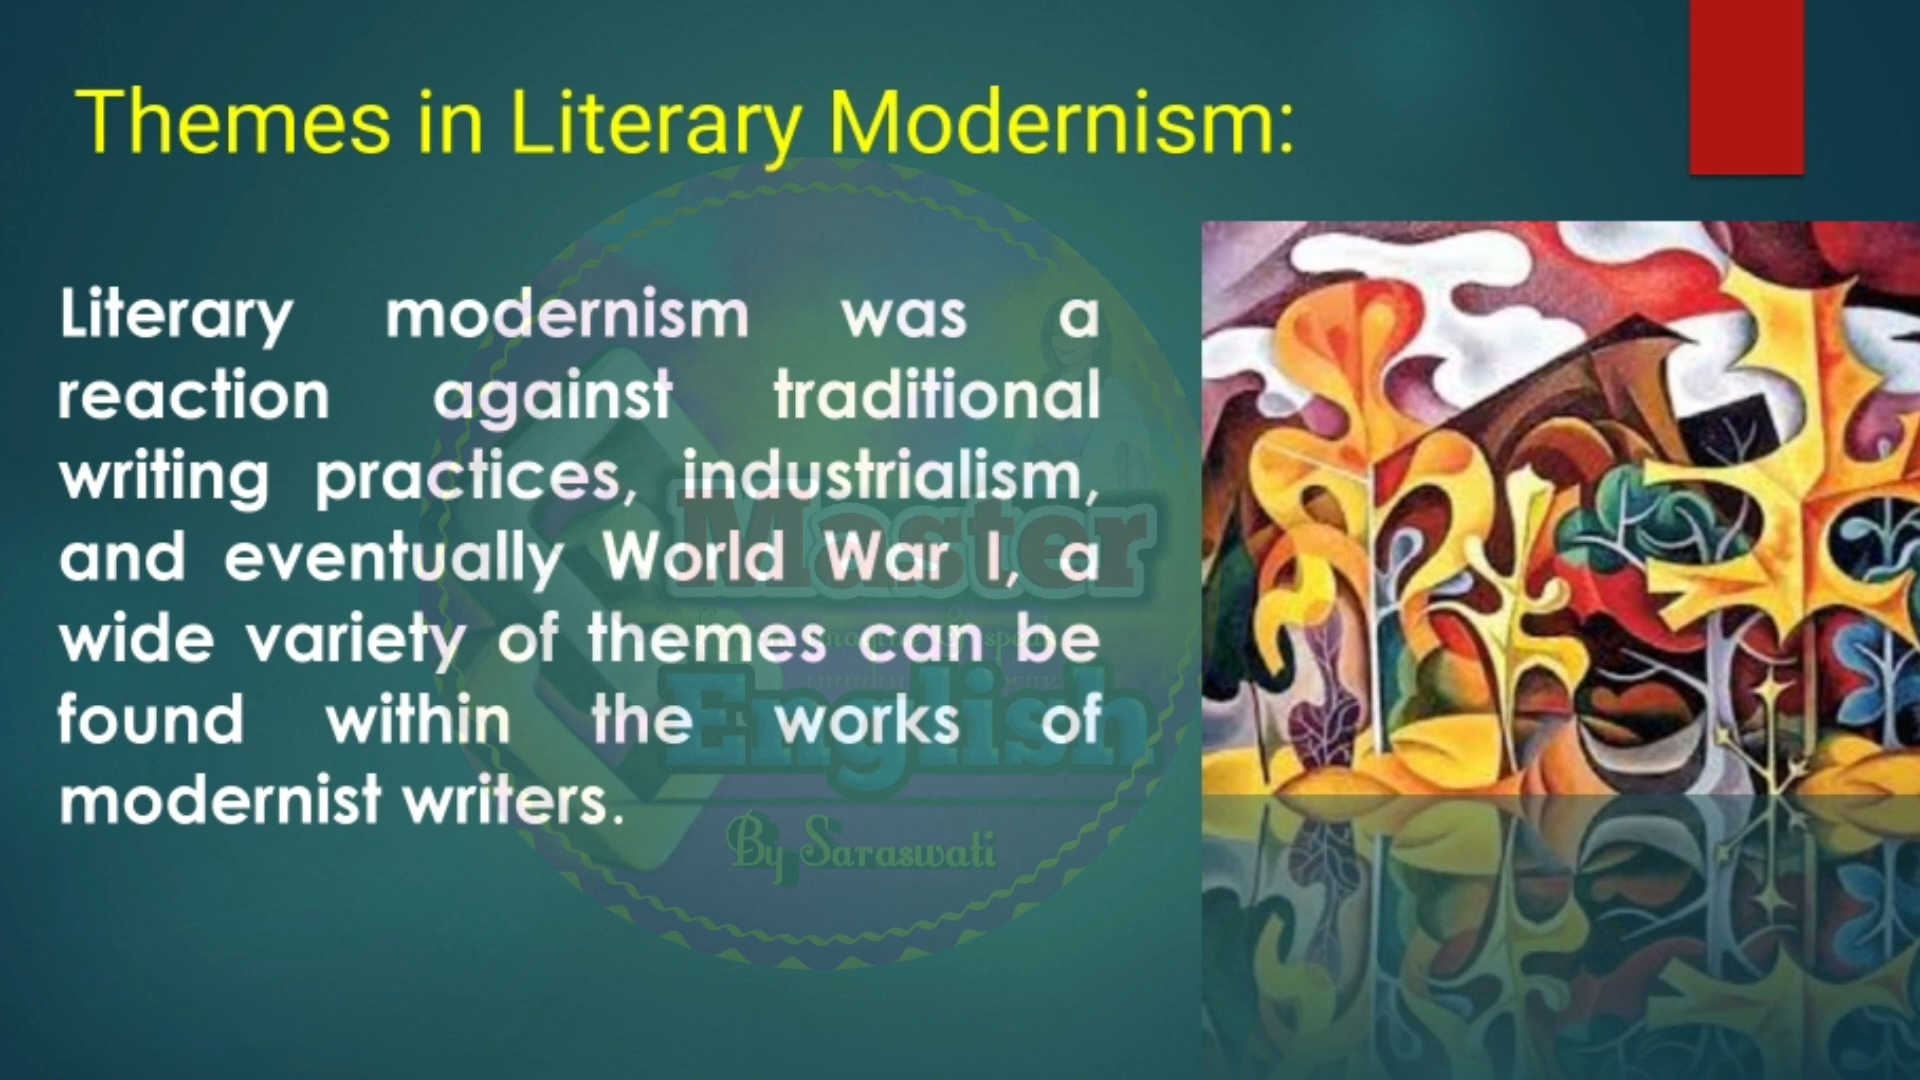 Themes in Literary Modernism:
Literary modernism was a
reaction against traditional
writing practices, industrialism,
and eventually World War I, a
wide variety of themes can be
found within the works of
modernist writers.
Master
English
By Saraswati